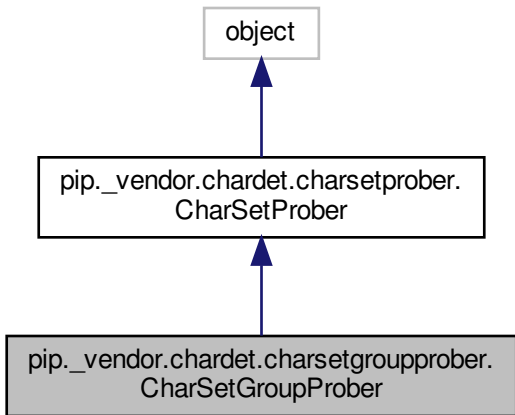 object
pip._vendor.chardet.charsetprober.
CharSetProber
pip._vendor.chardet.charsetgroupprober.
CharSetGroupProber